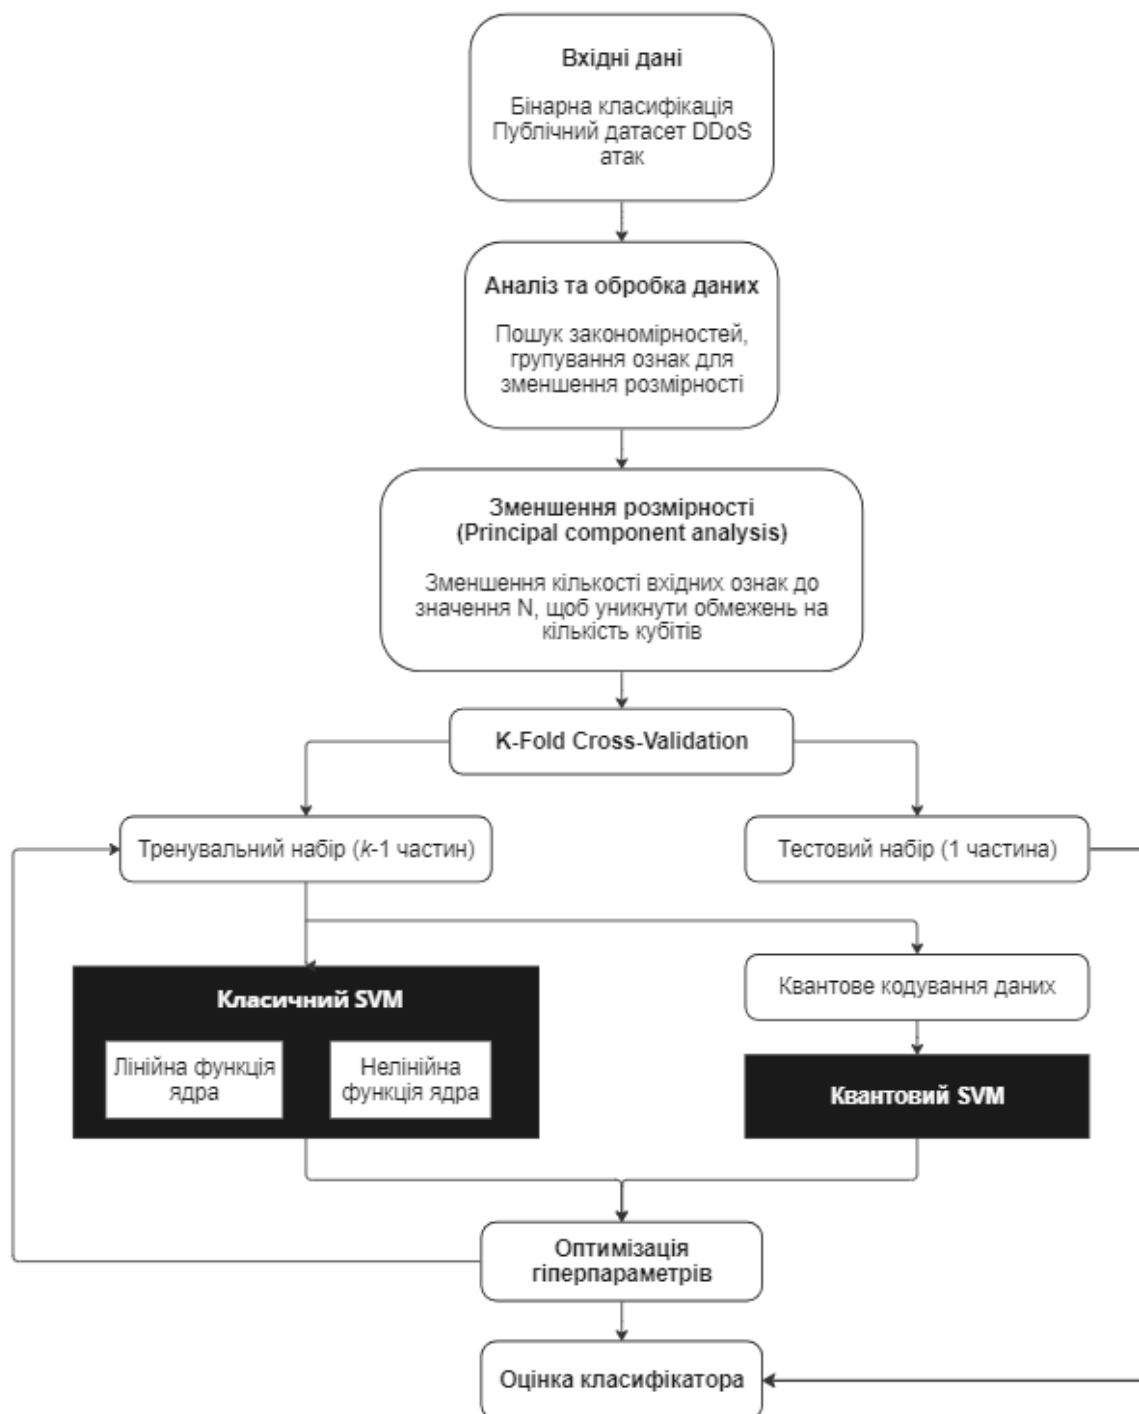 Вхідні дані
Бінарна класифікація
Публічний датасет DDoS
атак
Аналіз та обробка даних
Пошук закономірностей,
групування ознак для
зменшення розмірності
Зменшення розмірності
(Principal component analysis)
Зменшення кількості вхідних ознак до
значення N, щоб уникнути обмежень на
кількість кубітів
K-Fold Cross-Validation
Тренувальний набір (k-1 частин)
Тестовий набір (1 частина)
Класичний SVM
Лінійна функція
ядра
Нелінійна
функція ядра
Квантове кодування даних
Квантовий SVM
Оптимізація
гіперпараметрів
Оцінка класифікатора